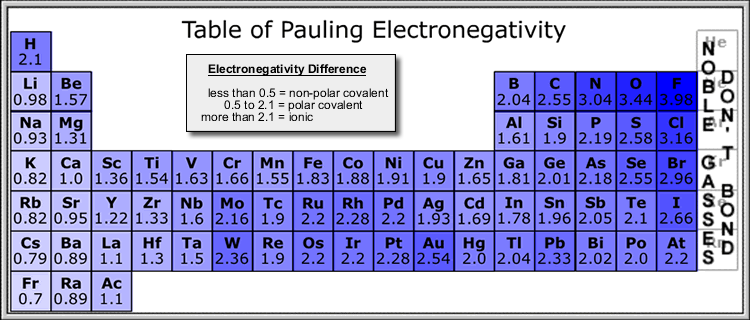 Table of Pauling Electronegativity
Electronegativity Difference
less than 0.5 = non-polar covalent
0.5 to 2.1 = polar covalent
more than 2.1 = ionic
H
2.1
He
Li Be B C N O F
0.98 1.57 2.04 2.55 3.04 3.44 3.98
Na Mg Al Si P S Cl
0.93 1.31 1.61 1.9 2.19 2.58 3.16
K Ca Sc Ti V Cr Mn Fe Co Ni Cu Zn Ga Ge As Se Br
0.82 1.0 1.36 1.54 1.63 1.66 1.55 1.83 1.88 1.91 1.9 1.65 1.81 2.01 2.18 2.55 2.96
Rb Sr Y Zr Nb Mo Tc Ru Rh Pd Ag Cd In Sn Sb Te I
0.82 0.95 1.22 1.33 1.6 2.16 1.9 2.2 2.28 2.2 1.93 1.69 1.78 1.96 2.05 2.1 2.66
Cs Ba La Hf Ta W Re Os Ir Pt Au Hg Tl Pb Bi Po At
0.79 0.89 1.1 1.3 1.5 2.36 1.9 2.2 2.2 2.28 2.54 2.0 2.04 2.33 2.02 2.0 2.2
Fr Ra Ac
0.7 0.89 1.1
NOBLE GASSES
DON'T BOND